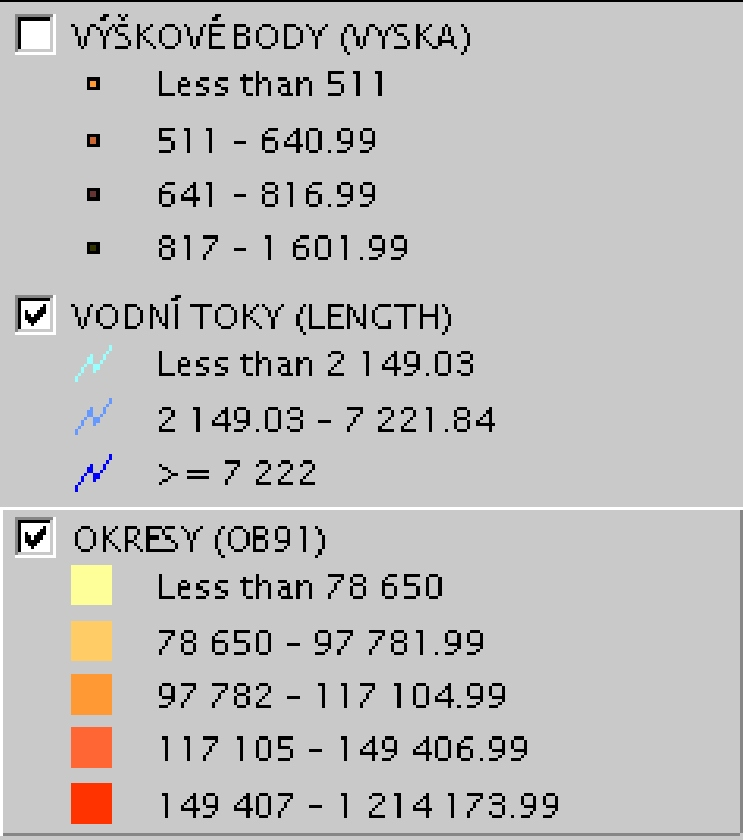 VÝŠKOVÉ BODY (VYSKA)
Less than 511
511 - 640.99
641 - 816.99
817 - 1 601.99
VODNÍ TOKY (LENGTH)
Less than 2 149.03
2 149.03 - 7 221.84
>= 7 222
OKRESY (OB91)
Less than 78 650
78 650 - 97 781.99
97 782 - 117 104.99
117 105 - 149 406.99
149 407 - 1 214 173.99